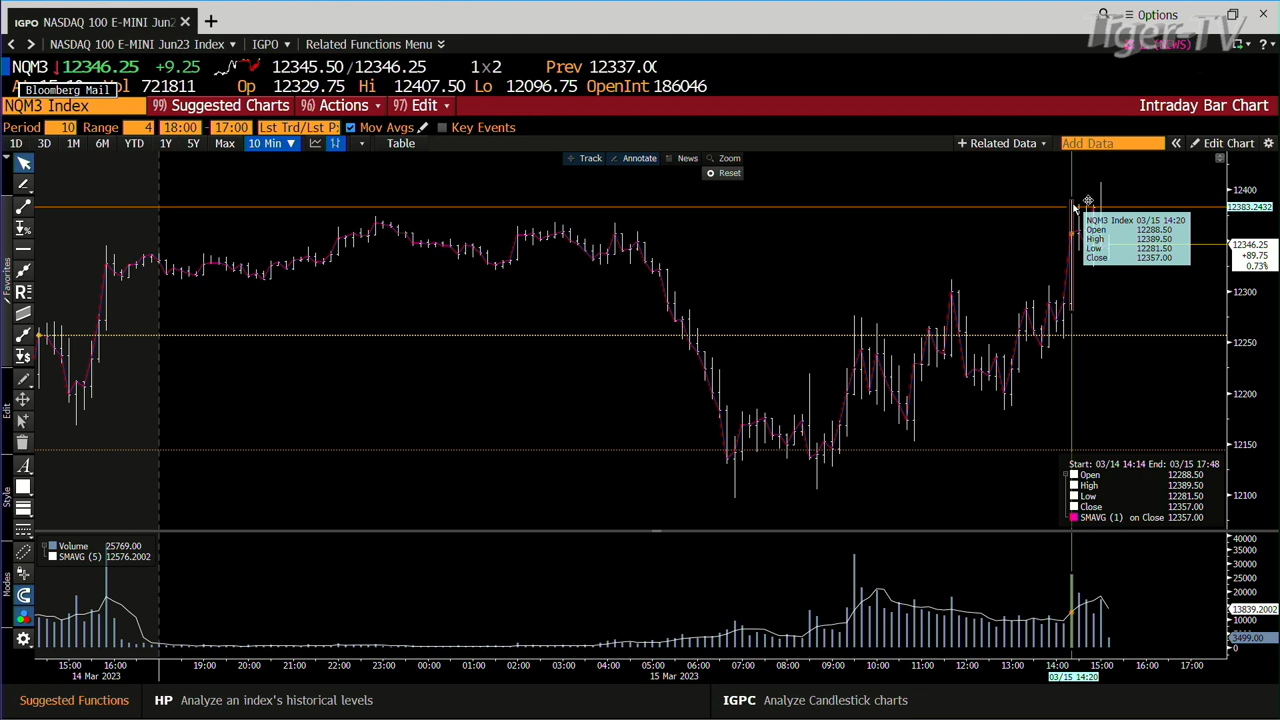 IGPO NASDAQ 100 E-MINI Jun2
Options
Tiger-TV
NASDAQ 100 E-MINI Jun23 Index IGPO Related Functions Menu
(NEWS)
NQM3 12346.25 +9.25 12345.50/12346.25 1x2 Prev 12337.00
Vol 721811 Op 12329.75 Hi 12407.50 Lo 12096.75 OpenInt 186046
Bloomberg Mail
NQM3 Index 99) Suggested Charts 96) Actions 97) Edit Intraday Bar Chart
Period 10 Range 4 18:00 - 17:00 Lst Trd/Lst P: Mov Avgs Key Events
1D 3D 1M 6M YTD 1Y 5Y Max 10 Min Table + Related Data Add Data Edit Chart
Track Annotate News Zoom
Reset
12400
12383.2432
12346.25
+89.75
0.73%
12300
12250
12200
12150
12100
NQM3 Index 03/15 14:20
Open 12288.50
High 12389.50
Low 12281.50
Close 12357.00
Favorites
Edit
Style
Modes
Start: 03/14 14:14 End: 03/15 17:48
Open 12288.50
High 12389.50
Low 12281.50
Close 12357.00
SMAVG (1) on Close 12357.00
Volume 25769.00
SMAVG (5) 12576.2002
40000
35000
30000
25000
20000
13839.2002
3499.00
0
15:00 16:00 19:00 20:00 21:00 22:00 23:00 00:00 01:00 02:00 03:00 04:00 05:00 06:00 07:00 08:00 09:00 10:00 11:00 12:00 13:00 14:00 15:00 16:00 17:00
14 Mar 2023 15 Mar 2023 03/15 14:20
Suggested Functions HP Analyze an index's historical levels IGPC Analyze Candlestick charts